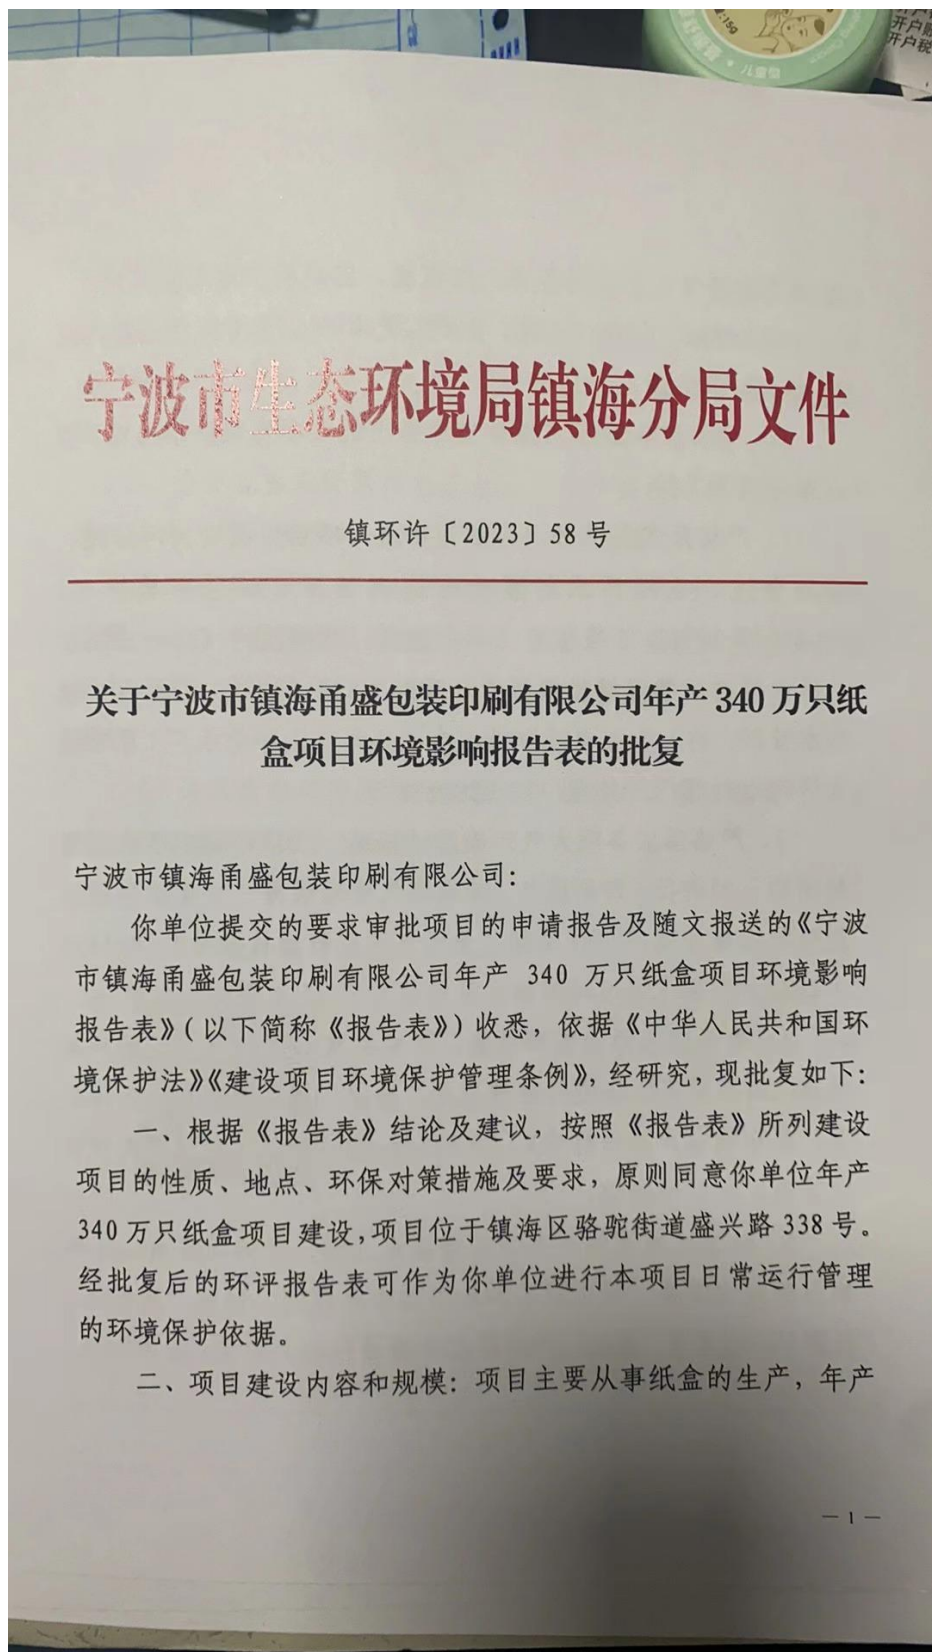 :15g
儿童霜
开户
开户税
宁波市生态环境局镇海分局文件
镇环许〔2023〕58 号
关于宁波市镇海甬盛包装印刷有限公司年产 340 万只纸
盒项目环境影响报告表的批复
宁波市镇海甬盛包装印刷有限公司：
你单位提交的要求审批项目的申请报告及随文报送的《宁波
市镇海甬盛包装印刷有限公司年产 340 万只纸盒项目环境影响
报告表》（以下简称《报告表》）收悉，依据《中华人民共和国环
境保护法》《建设项目环境保护管理条例》，经研究，现批复如下：
一、根据《报告表》结论及建议，按照《报告表》所列建设
项目的性质、地点、环保对策措施及要求，原则同意你单位年产
340 万只纸盒项目建设，项目位于镇海区骆驼街道盛兴路 338 号。
经批复后的环评报告表可作为你单位进行本项目日常运行管理
的环境保护依据。
二、项目建设内容和规模：项目主要从事纸盒的生产，年产
— 1 —